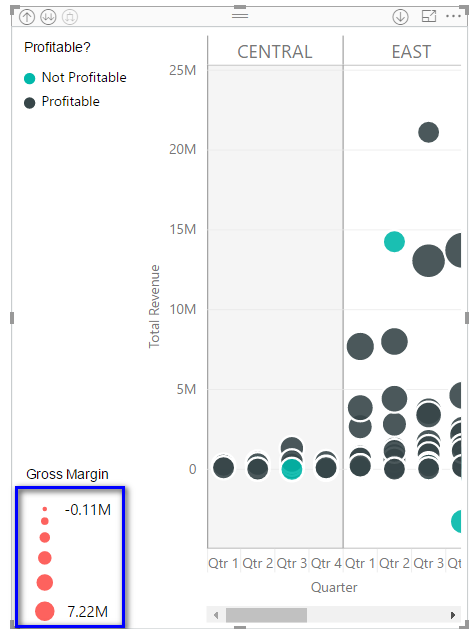 Profitable?
Not Profitable
Profitable
CENTRAL EAST
25M
20M
15M
10M
5M
0
Total Revenue
Qtr 1 Qtr 2 Qtr 3 Qtr 4 Qtr 1 Qtr 2 Qtr 3 Qtr
Quarter
Gross Margin
-0.11M
7.22M